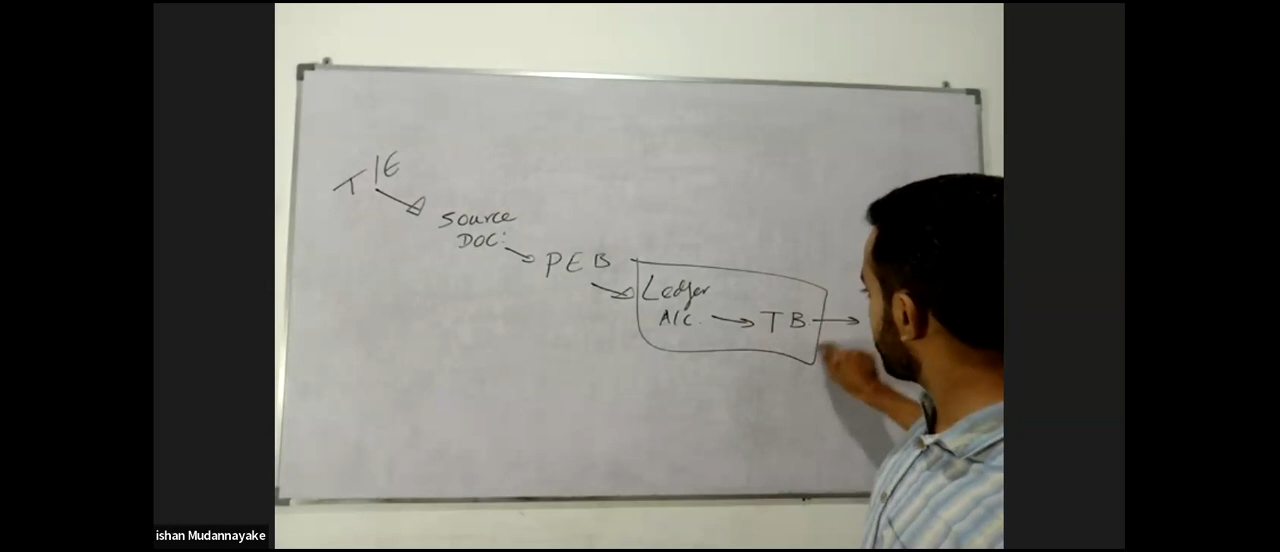 T/E
Source
DOC:
PEB
Ledger
A/C.
TB
ishan Mudannayake